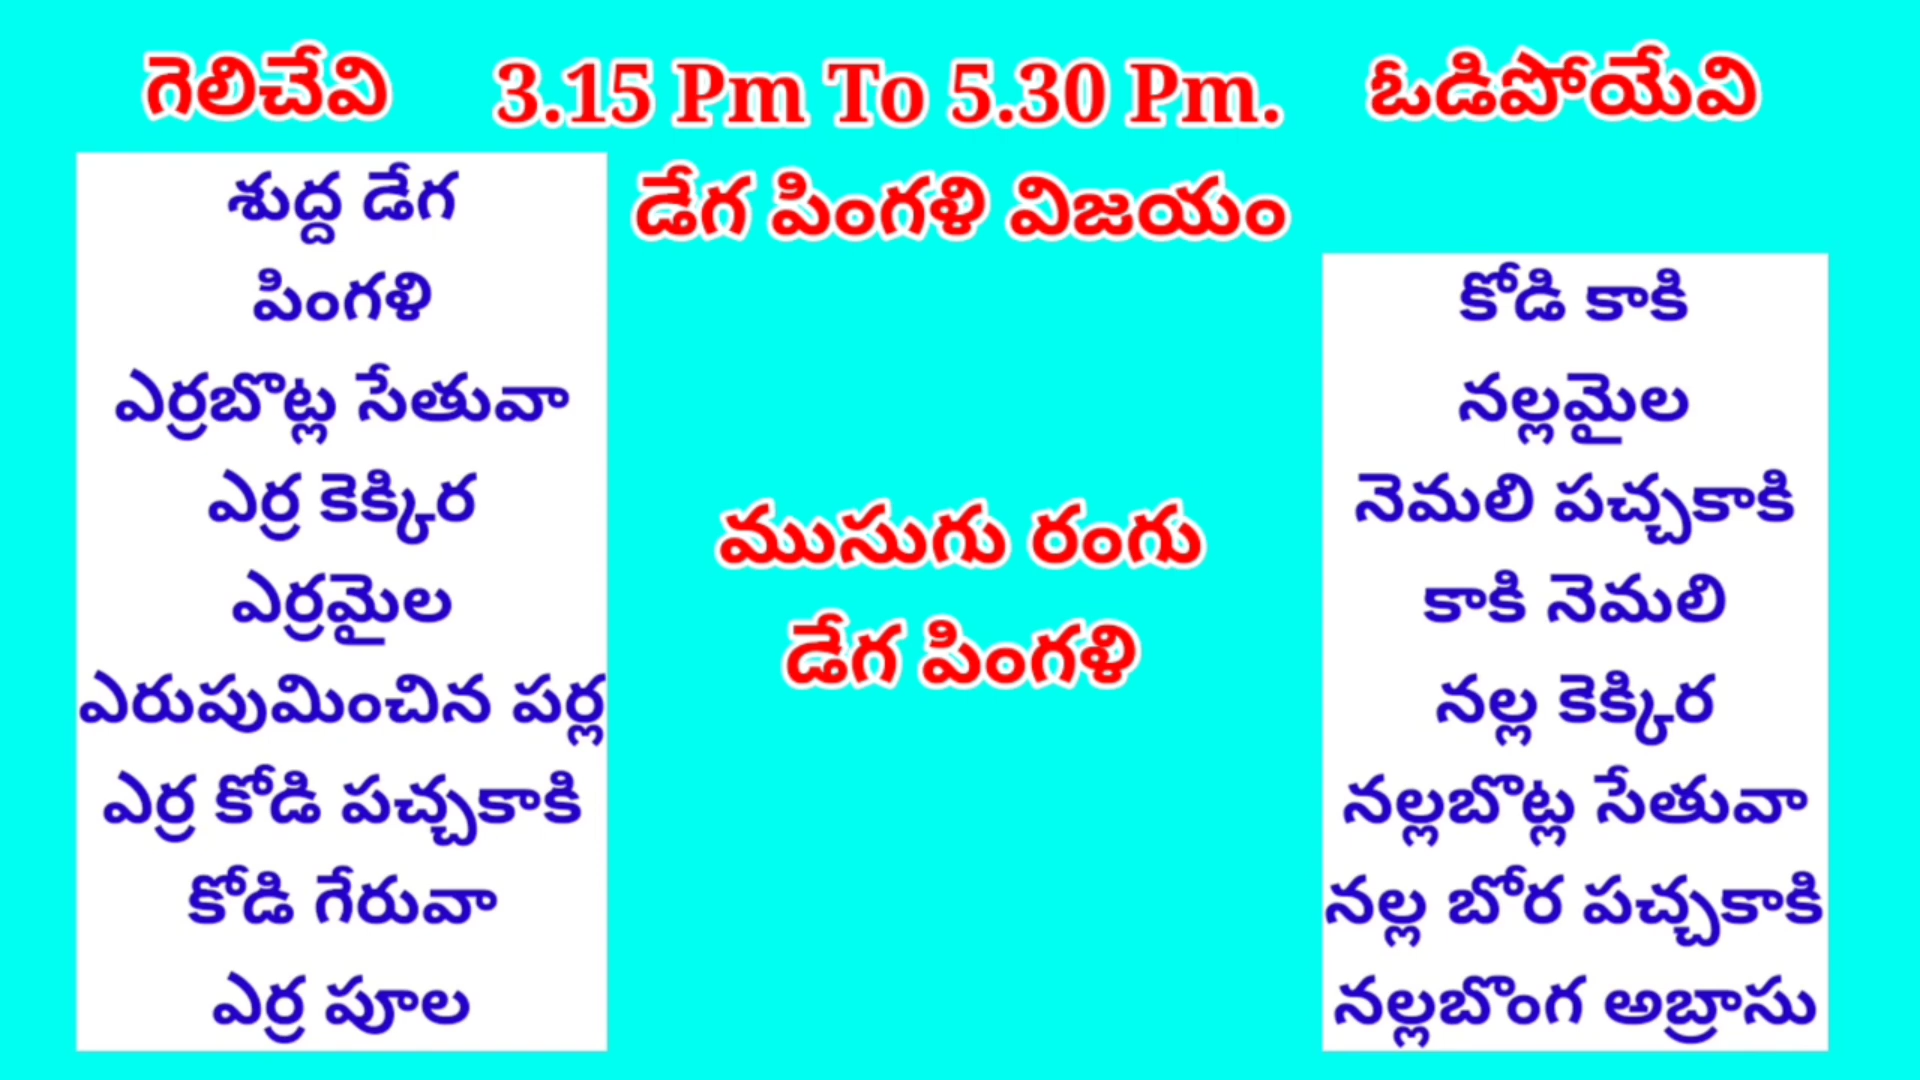 గెలిచేవి
3.15 Pm To 5.30 Pm.
ఓడిపోయేవి
డేగ పింగళి విజయం
శుద్ద డేగ
పింగళి
ఎర్రబొట్ల సేతువా
ఎర్ర కెక్కిర
ఎర్రమైల
ఎరుపుమించిన పర్ల
ఎర్ర కోడి పచ్చకాకి
కోడి గేరువా
ఎర్ర పూల
ముసుగు రంగు
డేగ పింగళి
కోడి కాకి
నల్లమైల
నెమలి పచ్చకాకి
కాకి నెమలి
నల్ల కెక్కిర
నల్లబొట్ల సేతువా
నల్ల బోర పచ్చకాకి
నల్లబొంగ అబ్రాసు